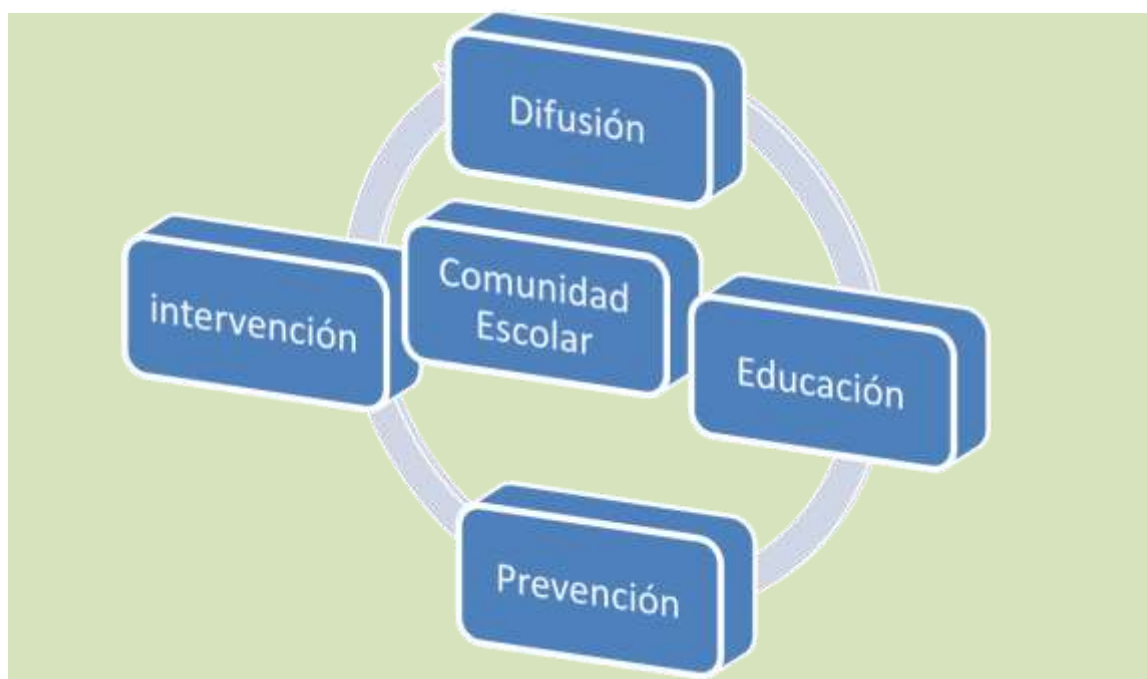 Difusión
intervención
Comunidad
Escolar
Educación
Prevención